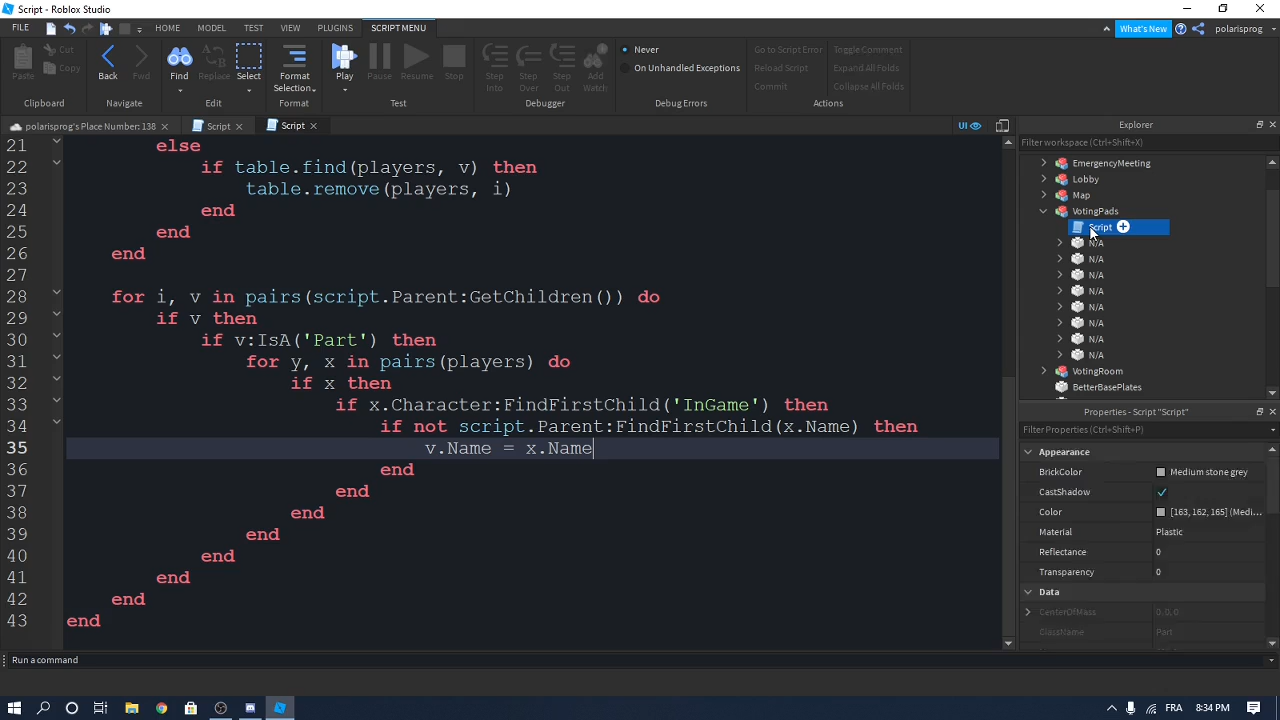 Script - Roblox Studio
FILE HOME MODEL TEST VIEW PLUGINS SCRIPT MENU What's New polarisprog
Paste Cut Copy Back Fwd Find Replace Select Format Selection Play Pause Resume Stop Step Into Step Over Step Out Add Watch Never On Unhandled Exceptions Go to Script Error Reload Script Commit Toggle Comment Expand All Folds Collapse All Folds
Clipboard Navigate Edit Format Test Debugger Debug Errors Actions
polarisprog's Place Number: 138 Script Script UI
21 else
22 if table.find(players, v) then
23 table.remove(players, i)
24 end
25 end
26 end
27
28 for i, v in pairs(script.Parent:GetChildren()) do
29 if v then
30 if v:IsA('Part') then
31 for y, x in pairs(players) do
32 if x then
33 if x.Character:FindFirstChild('InGame') then
34 if not script.Parent:FindFirstChild(x.Name) then
35 v.Name = x.Name
36 end
37 end
38 end
39 end
40 end
41 end
42 end
43 end
Explorer
Filter workspace (Ctrl+Shift+X)
EmergencyMeeting
Lobby
Map
VotingPads
Script
N/A
N/A
N/A
N/A
N/A
N/A
N/A
N/A
VotingRoom
BetterBasePlates
Properties - Script "Script"
Filter Properties (Ctrl+Shift+P)
Appearance
BrickColor Medium stone grey
CastShadow
Color [163, 162, 165] (Medi...
Material Plastic
Reflectance 0
Transparency 0
Data
CenterOfMass 0, 0, 0
ClassName Part
Run a command
FRA 8:34 PM